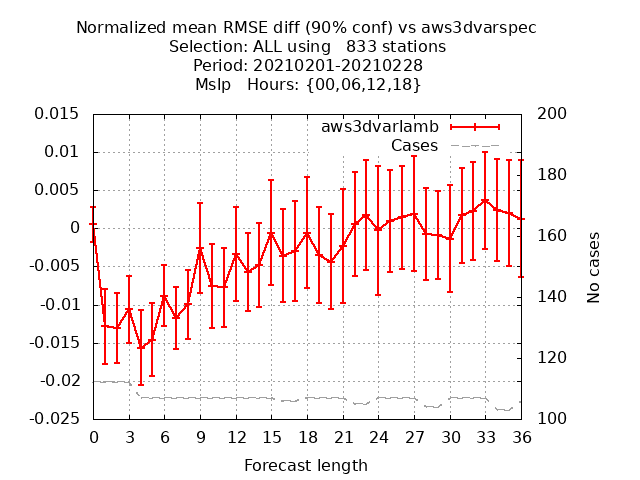 Normalized mean RMSE diff (90% conf) vs aws3dvarspec
Selection: ALL using   833 stations
Period: 20210201-20210228
Mslp   Hours: {00,06,12,18}
aws3dvarlamb
Cases
0.015
0.01
0.005
0
-0.005
-0.01
-0.015
-0.02
-0.025
200
180
160
140
120
100
No cases
0 3 6 9 12 15 18 21 24 27 30 33 36
Forecast length